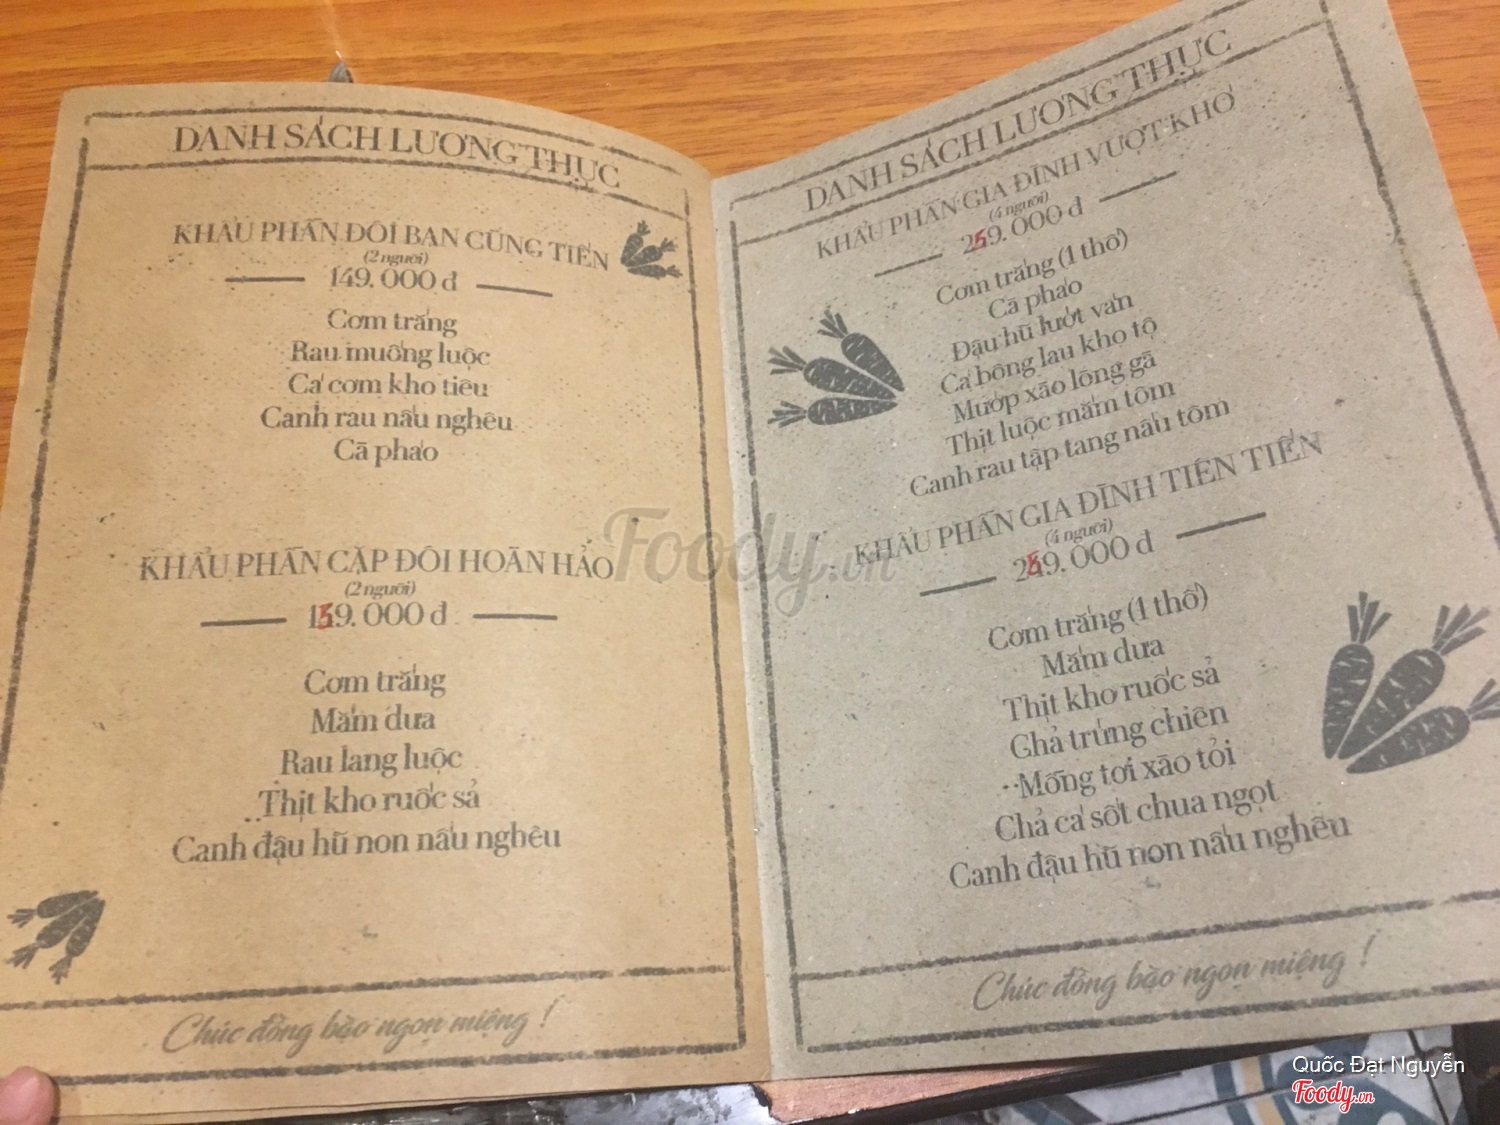 DANH SÁCH LƯƠNG THỰC
KHẨU PHẦN ĐÔI BẠN CÙNG TIẾN
(2 người)
149.000 đ
Cơm trắng
Rau muống luộc
Cá cơm kho tiêu
Canh rau nấu nghêu
Cà pháo
KHẨU PHẦN CẶP ĐÔI HOÀN HẢO
(2 người)
159.000 đ
Cơm trắng
Mắm dưa
Rau lang luộc
Thịt kho ruốc sả
Canh đậu hũ non nấu nghêu
Chúc đồng bào ngon miệng !
DANH SÁCH LƯƠNG THỰC
KHẨU PHẦN GIA ĐÌNH VƯỢT KHÓ
(4 người)
259.000 đ
Cơm trắng (1 thố)
Cà pháo
Đậu hũ lướt ván
Cá bông lau kho tộ
Mướp xào lòng gà
Thịt luộc mắm tôm
Canh rau tập tàng nấu tôm
KHẨU PHẦN GIA ĐÌNH TIÊN TIẾN
(4 người)
259.000 đ
Cơm trắng (1 thố)
Mắm dưa
Thịt kho ruốc sả
Chả trứng chiên
Mồng tơi xào tỏi
Chả cá sốt chua ngọt
Canh đậu hũ non nấu nghêu
Chúc đồng bào ngon miệng !
Foody.vn
Quốc Đạt Nguyễn
Foody.vn